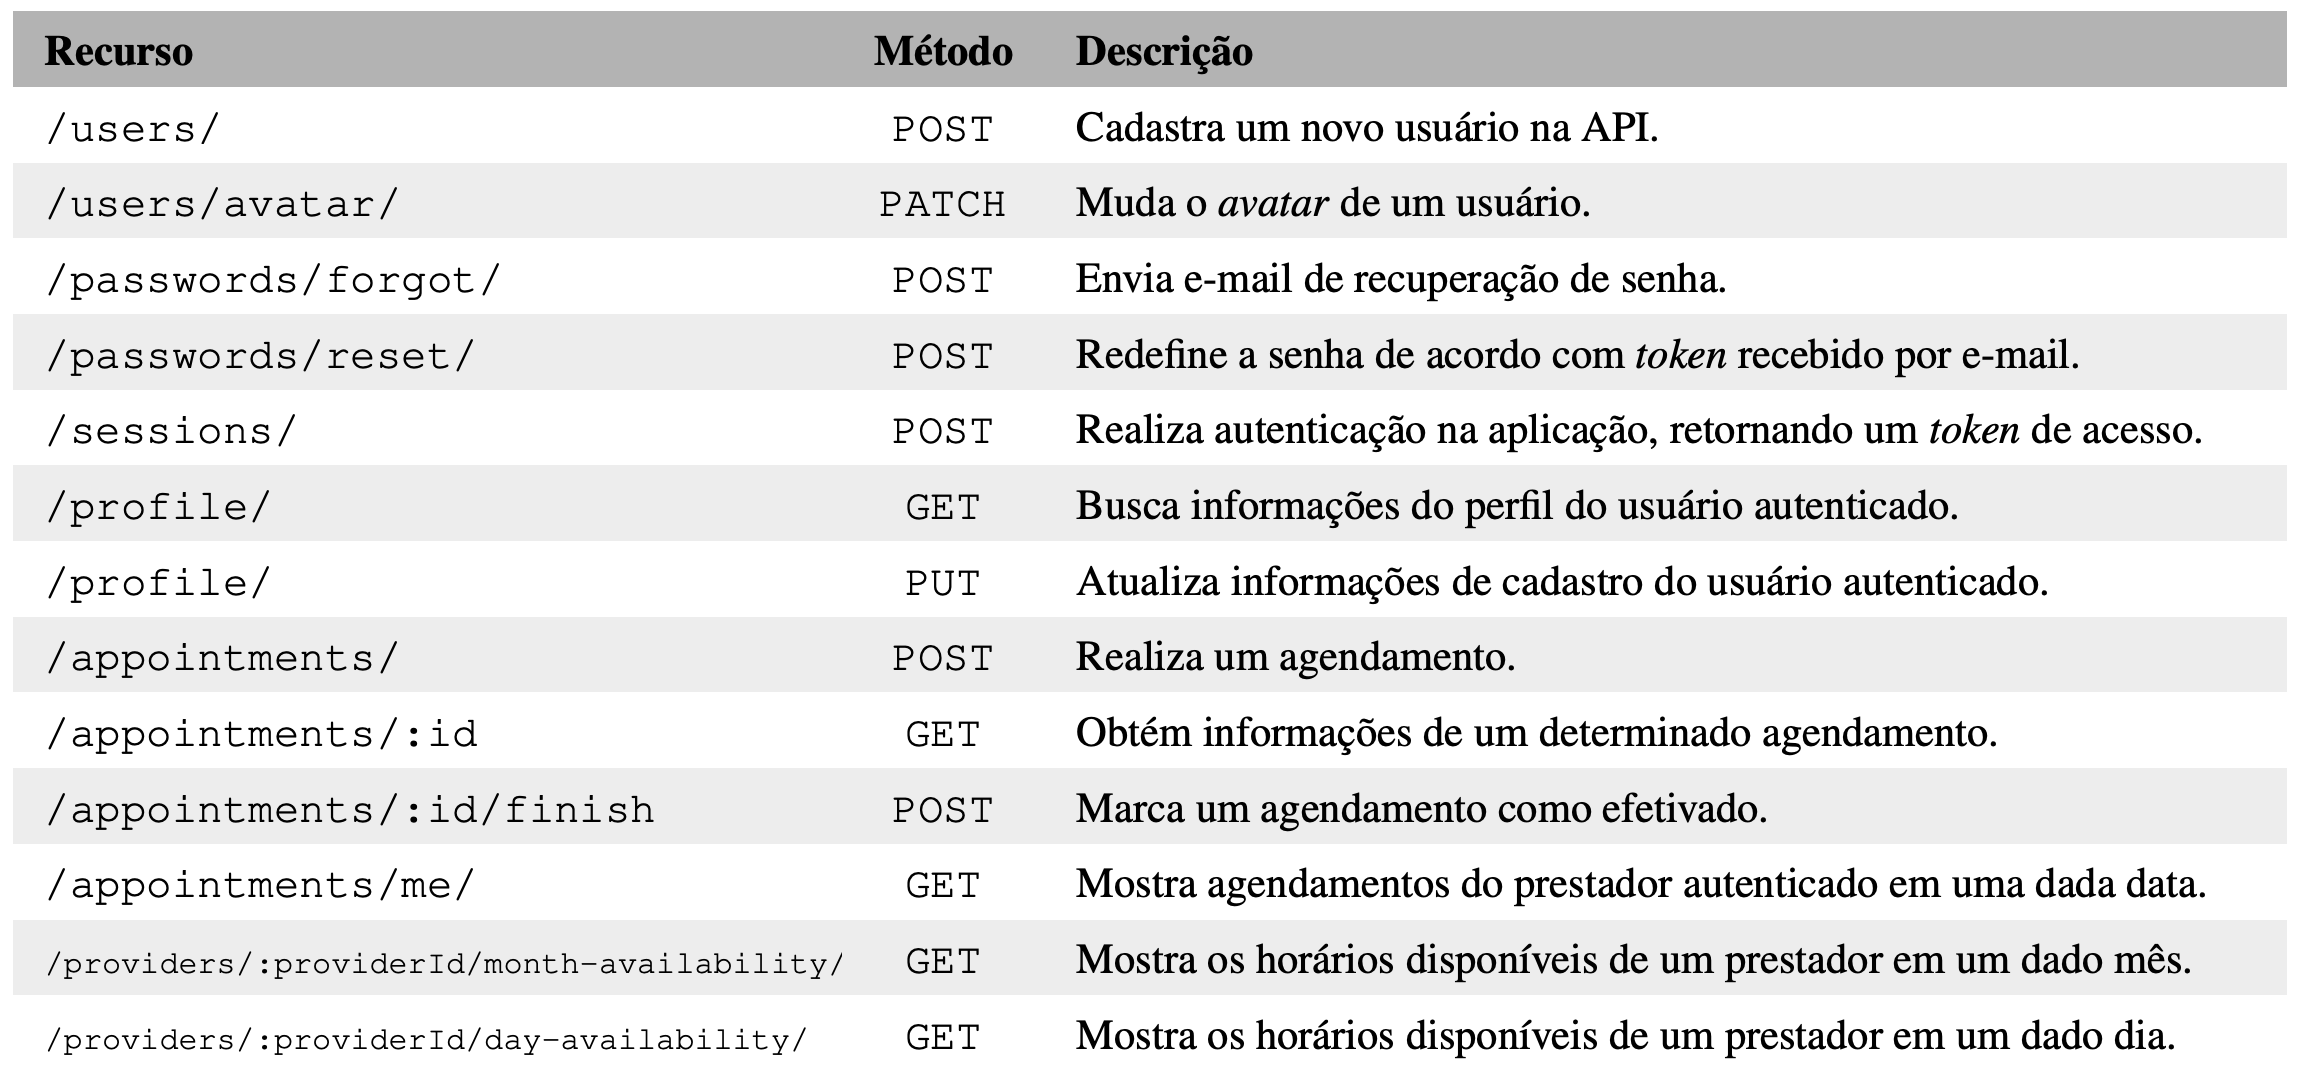 Recurso Método Descrição
/users/ POST Cadastra um novo usuário na API.
/users/avatar/ PATCH Muda o avatar de um usuário.
/passwords/forgot/ POST Envia e-mail de recuperação de senha.
/passwords/reset/ POST Redefine a senha de acordo com token recebido por e-mail.
/sessions/ POST Realiza autenticação na aplicação, retornando um token de acesso.
/profile/ GET Busca informações do perfil do usuário autenticado.
/profile/ PUT Atualiza informações de cadastro do usuário autenticado.
/appointments/ POST Realiza um agendamento.
/appointments/:id GET Obtém informações de um determinado agendamento.
/appointments/:id/finish POST Marca um agendamento como efetivado.
/appointments/me/ GET Mostra agendamentos do prestador autenticado em uma dada data.
/providers/:providerId/month-availability/ GET Mostra os horários disponíveis de um prestador em um dado mês.
/providers/:providerId/day-availability/ GET Mostra os horários disponíveis de um prestador em um dado dia.